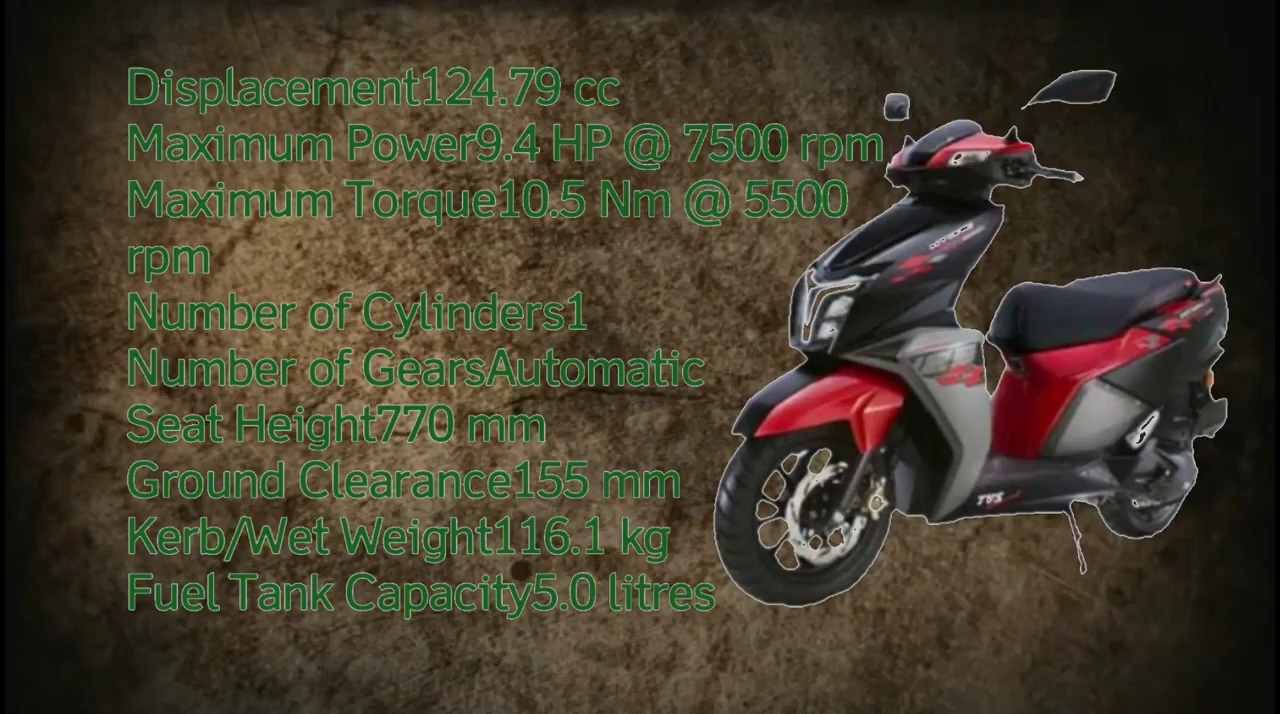 Displacement124.79 cc
Maximum Power9.4 HP @ 7500 rpm
Maximum Torque10.5 Nm @ 5500
rpm
Number of Cylinders1
Number of GearsAutomatic
Seat Height770 mm
Ground Clearance155 mm
Kerb/Wet Weight116.1 kg
Fuel Tank Capacity5.0 litres
TVS